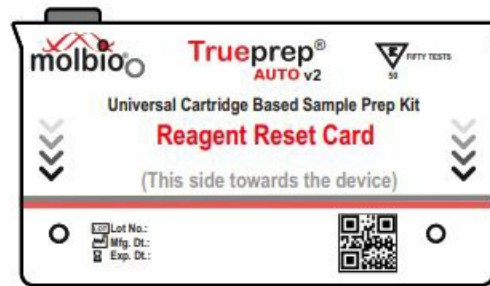 molbio
Trueprep®
AUTO v2
Σ
50
FIFTY TESTS
Universal Cartridge Based Sample Prep Kit
Reagent Reset Card
(This side towards the device)
LOT Lot No.:
Mfg. Dt.:
Exp. Dt.: